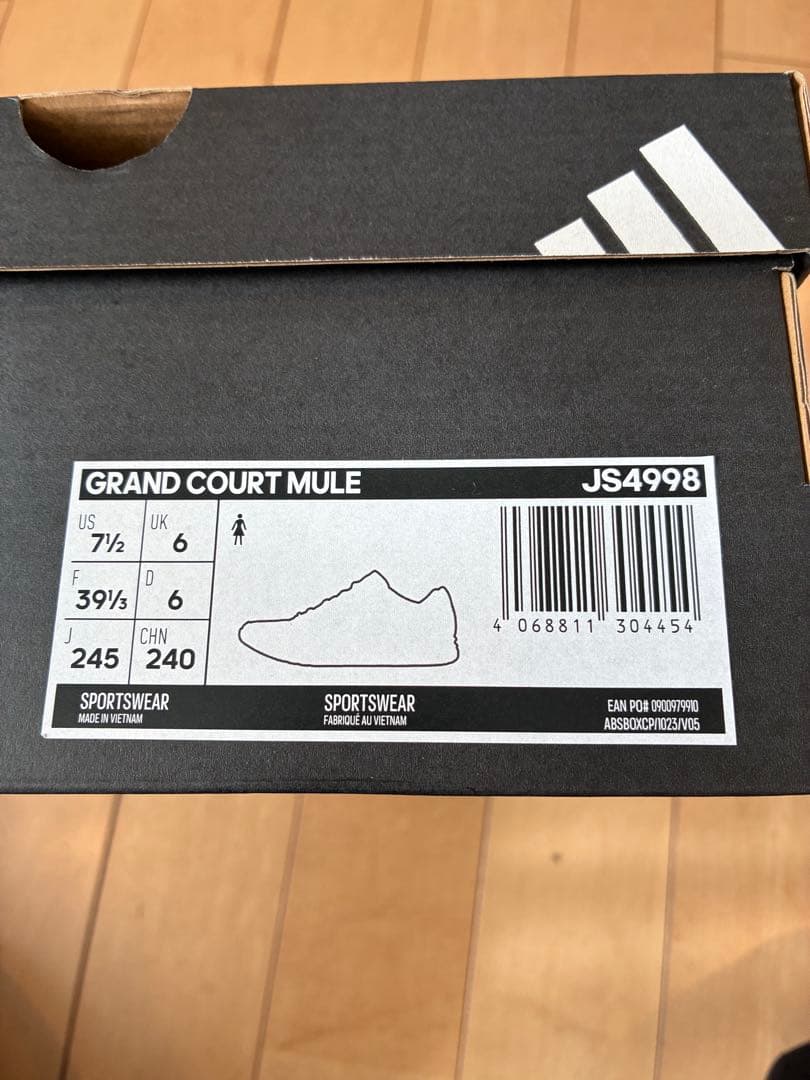 GRAND COURT MULE JS4998
US 7½ UK 6
F 39⅓ D 6
J 245 CHN 240
4 068811 304454
SPORTSWEAR
MADE IN VIETNAM
SPORTSWEAR
FABRIQUÉ AU VIETNAM
EAN PO# 0900979910
ABSBOXCP/1023/V05